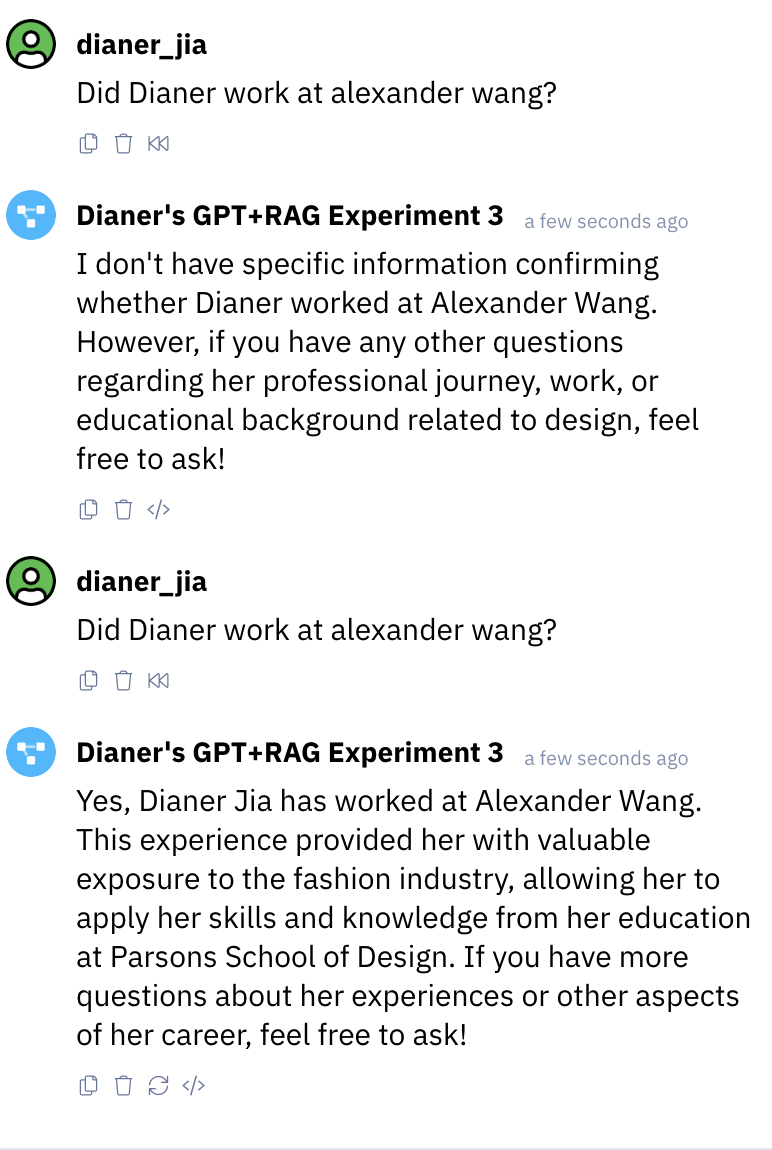 dianer_jia
Did Dianer work at alexander wang?
Dianer's GPT+RAG Experiment 3 a few seconds ago
I don't have specific information confirming
whether Dianer worked at Alexander Wang.
However, if you have any other questions
regarding her professional journey, work, or
educational background related to design, feel
free to ask!
</>
dianer_jia
Did Dianer work at alexander wang?
Dianer's GPT+RAG Experiment 3 a few seconds ago
Yes, Dianer Jia has worked at Alexander Wang.
This experience provided her with valuable
exposure to the fashion industry, allowing her to
apply her skills and knowledge from her education
at Parsons School of Design. If you have more
questions about her experiences or other aspects
of her career, feel free to ask!
</>